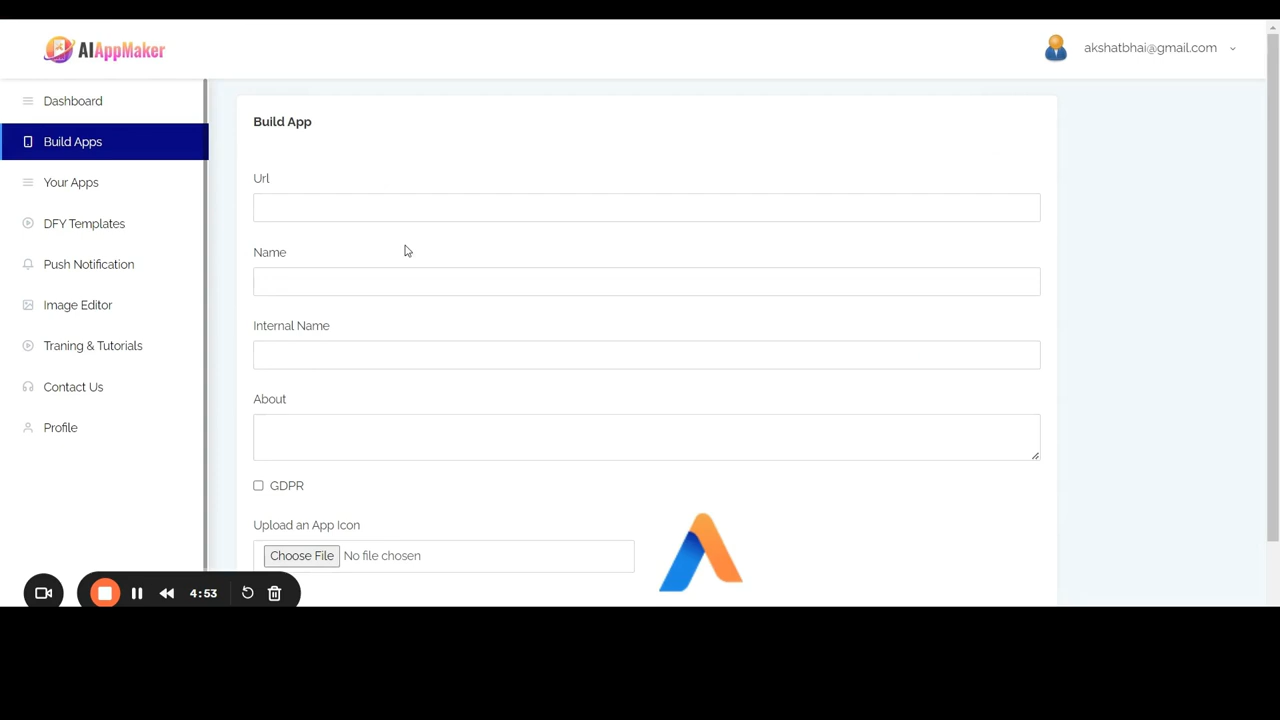 AIAppMaker
akshatbhai@gmail.com
Dashboard
Build Apps
Your Apps
DFY Templates
Push Notification
Image Editor
Traning & Tutorials
Contact Us
Profile
Build App
Url
Name
Internal Name
About
GDPR
Upload an App Icon
Choose File No file chosen
4:53